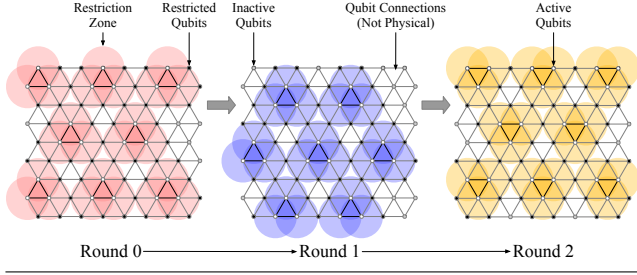 Restriction Zone
Restricted Qubits
Inactive Qubits
Qubit Connections (Not Physical)
Active Qubits
Round 0
Round 1
Round 2